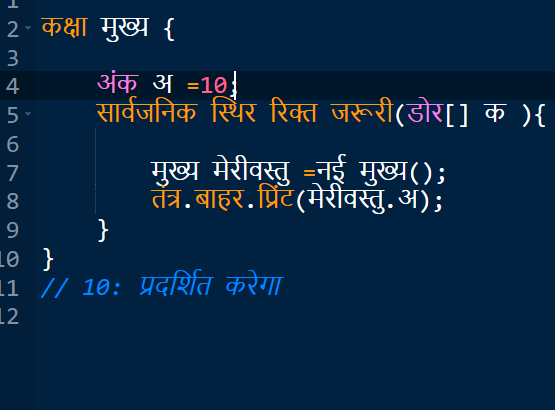 1
2 कक्षा मुख्य {
3
4 अंक अ =10;
5 सार्वजनिक स्थिर रिक्त जरूरी(डोर[] क ){
6
7 मुख्य मेरीवस्तु =नई मुख्य();
8 तंत्र.बाहर.प्रिंट(मेरीवस्तु.अ);
9 }
10 }
11 // 10: प्रदर्शित करेगा
12